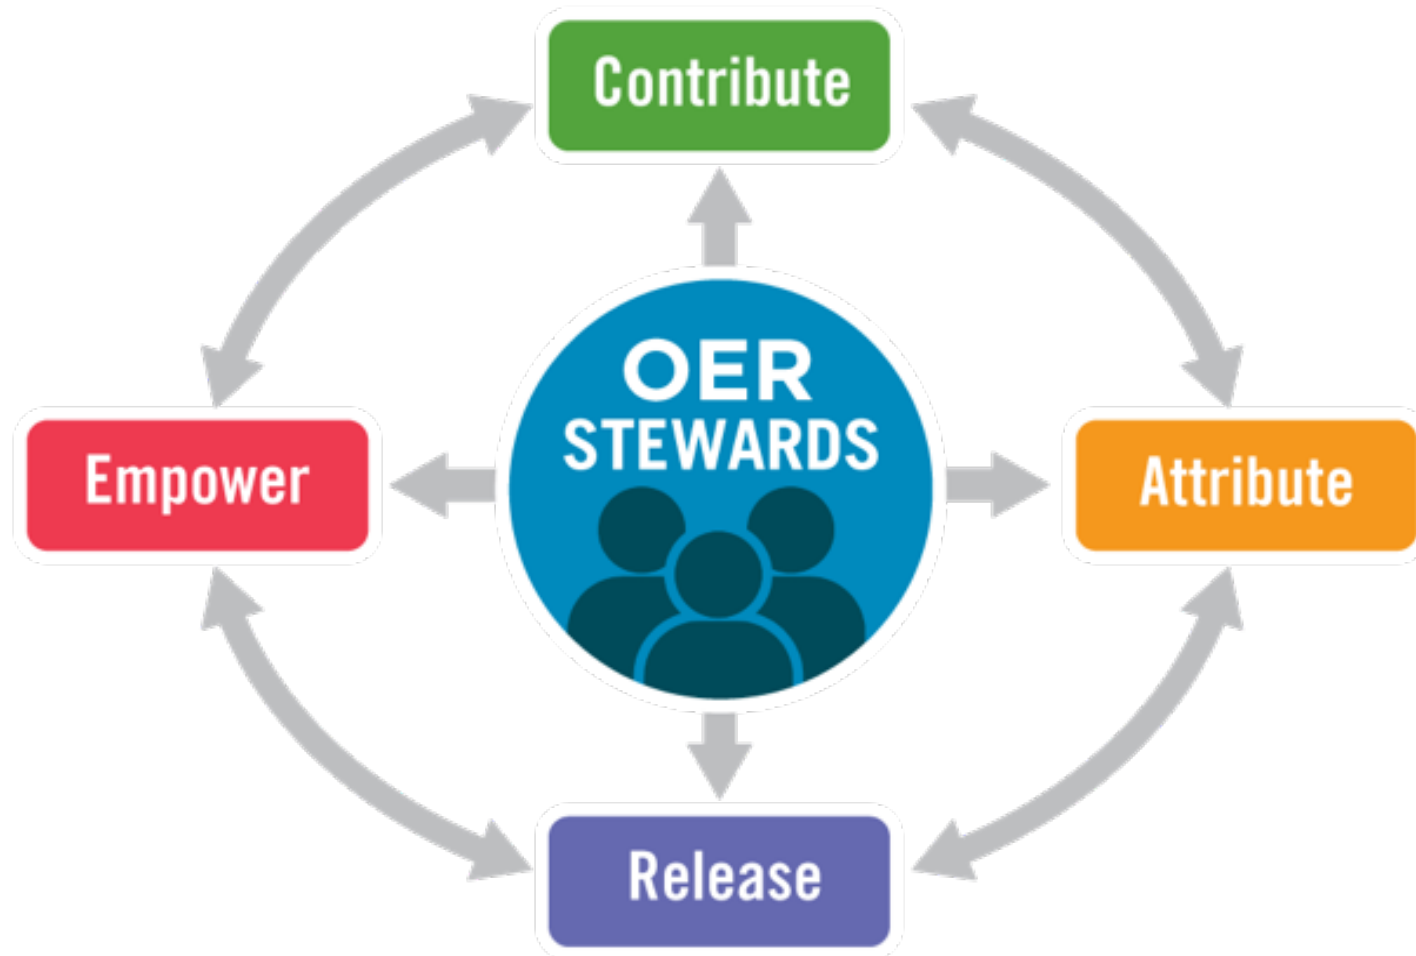 Contribute
OER
STEWARDS
Empower
Attribute
Release